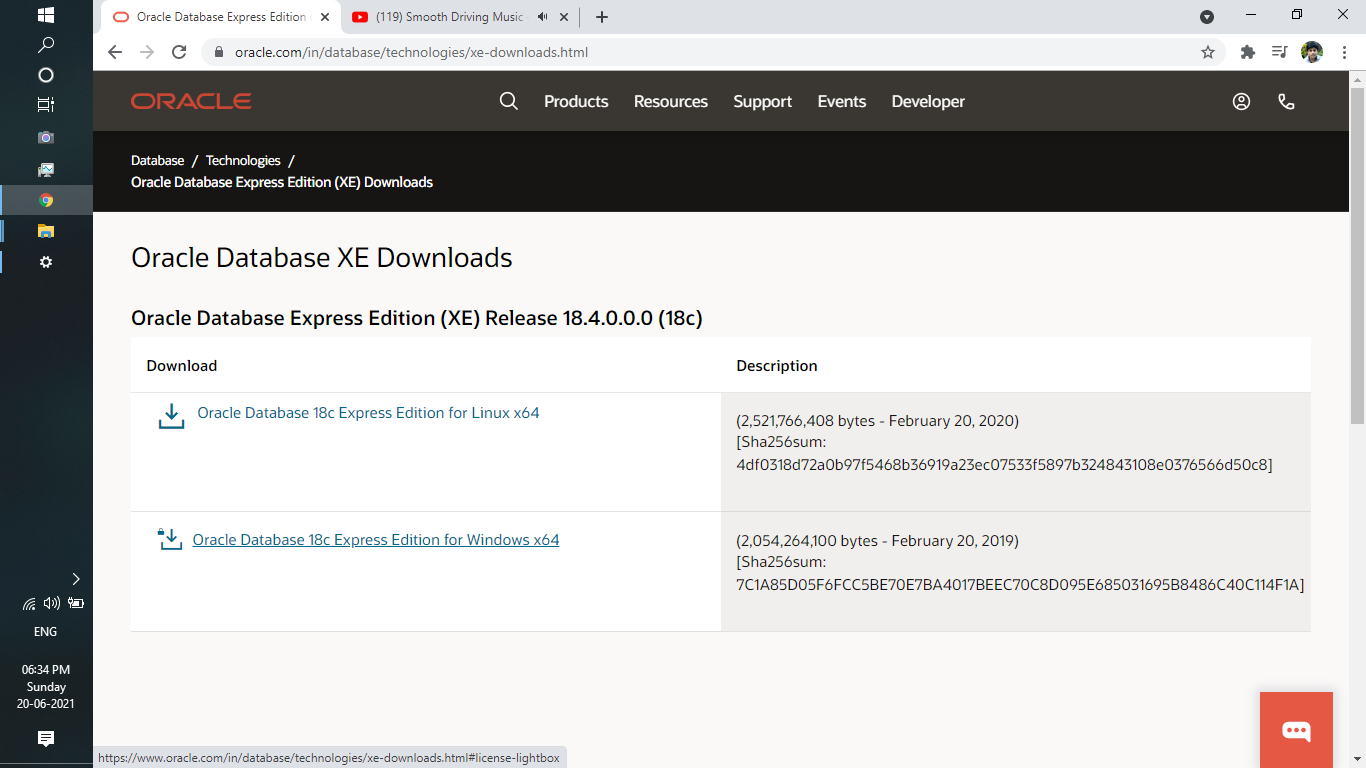 Oracle Database Express Edition
(119) Smooth Driving Music
oracle.com/in/database/technologies/xe-downloads.html
ORACLE
Products Resources Support Events Developer
Database / Technologies /
Oracle Database Express Edition (XE) Downloads
Oracle Database XE Downloads
Oracle Database Express Edition (XE) Release 18.4.0.0.0 (18c)
Download Description
Oracle Database 18c Express Edition for Linux x64
(2,521,766,408 bytes - February 20, 2020)
[Sha256sum:
4df0318d72a0b97f5468b36919a23ec07533f5897b324843108e0376566d50c8]
Oracle Database 18c Express Edition for Windows x64
(2,054,264,100 bytes - February 20, 2019)
[Sha256sum:
7C1A85D05F6FCC5BE70E7BA4017BEEC70C8D095E685031695B8486C40C114F1A]
ENG
06:34 PM
Sunday
20-06-2021
https://www.oracle.com/in/database/technologies/xe-downloads.html#license-lightbox